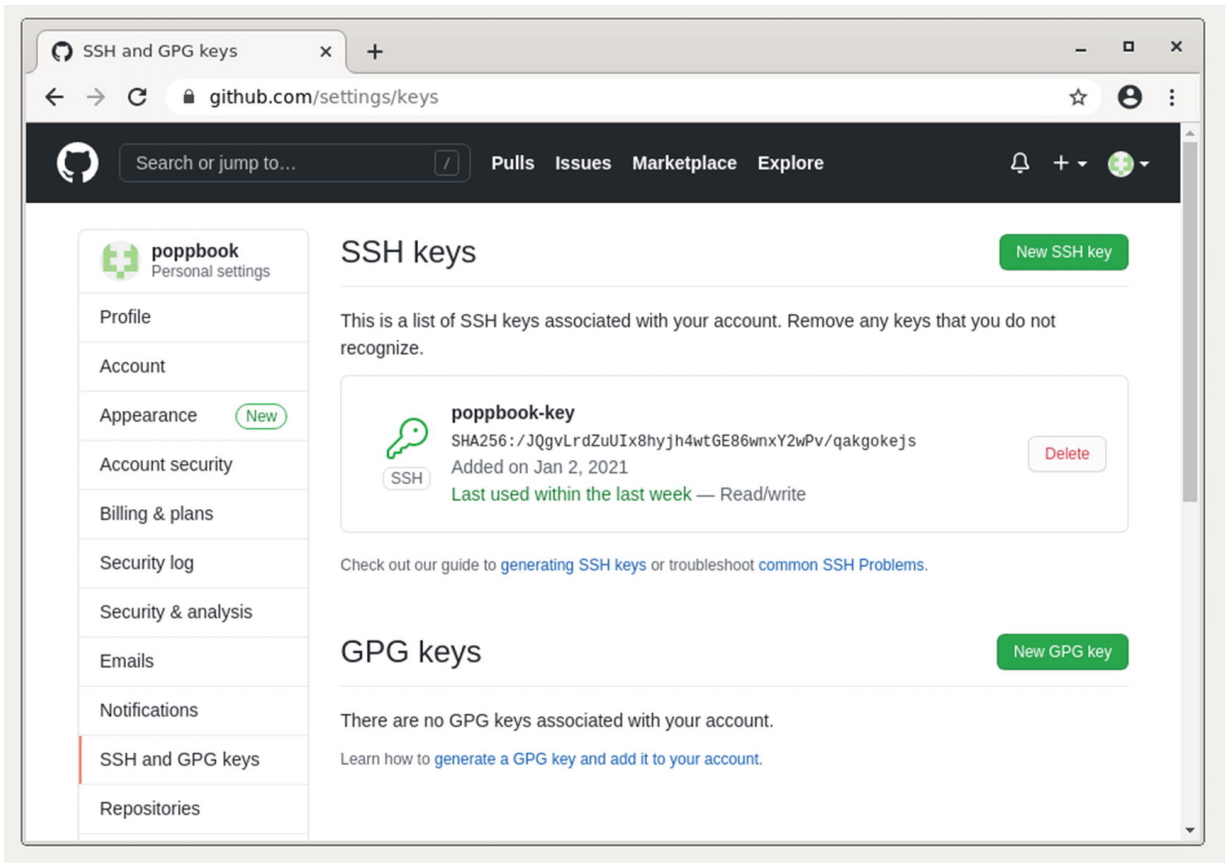 SSH and GPG keys
github.com/settings/keys
Search or jump to… / Pulls Issues Marketplace Explore
poppbook
Personal settings
Profile
Account
Appearance New
Account security
Billing & plans
Security log
Security & analysis
Emails
Notifications
SSH and GPG keys
Repositories
SSH keys New SSH key
This is a list of SSH keys associated with your account. Remove any keys that you do not
recognize.
SSH
poppbook-key
SHA256:/JQgvLrdZuUIx8hyjh4wtGE86wnxY2wPv/qakgokejs
Added on Jan 2, 2021
Last used within the last week — Read/write
Delete
Check out our guide to generating SSH keys or troubleshoot common SSH Problems.
GPG keys New GPG key
There are no GPG keys associated with your account.
Learn how to generate a GPG key and add it to your account.